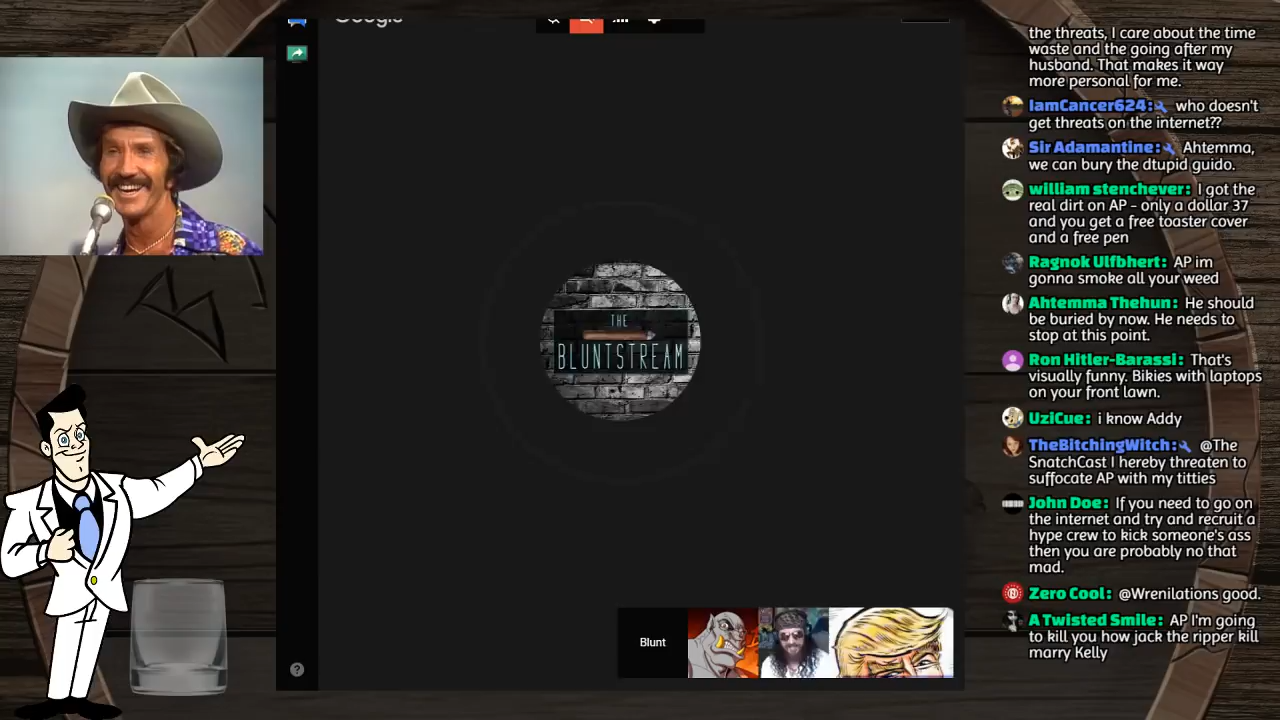 Google
THE
BLUNTSTREAM
Blunt
the threats, I care about the time
waste and the going after my
husband. That makes it way
more personal for me.
IamCancer624: who doesn't
get threats on the internet??
Sir Adamantine: Ahtemma,
we can bury the dtupid guido.
william stenchever: I got the
real dirt on AP - only a dollar 37
and you get a free toaster cover
and a free pen
Ragnok Ulfbhert: AP im
gonna smoke all your weed
Ahtemma Thehun: He should
be buried by now. He needs to
stop at this point.
Ron Hitler-Barassi: That's
visually funny. Bikies with laptops
on your front lawn.
UziCue: i know Addy
TheBitchingWitch: @The
SnatchCast I hereby threaten to
suffocate AP with my titties
John Doe: If you need to go on
the internet and try and recruit a
hype crew to kick someone's ass
then you are probably no that
mad.
Zero Cool: @Wrenilations good.
A Twisted Smile: AP I'm going
to kill you how jack the ripper kill
marry Kelly